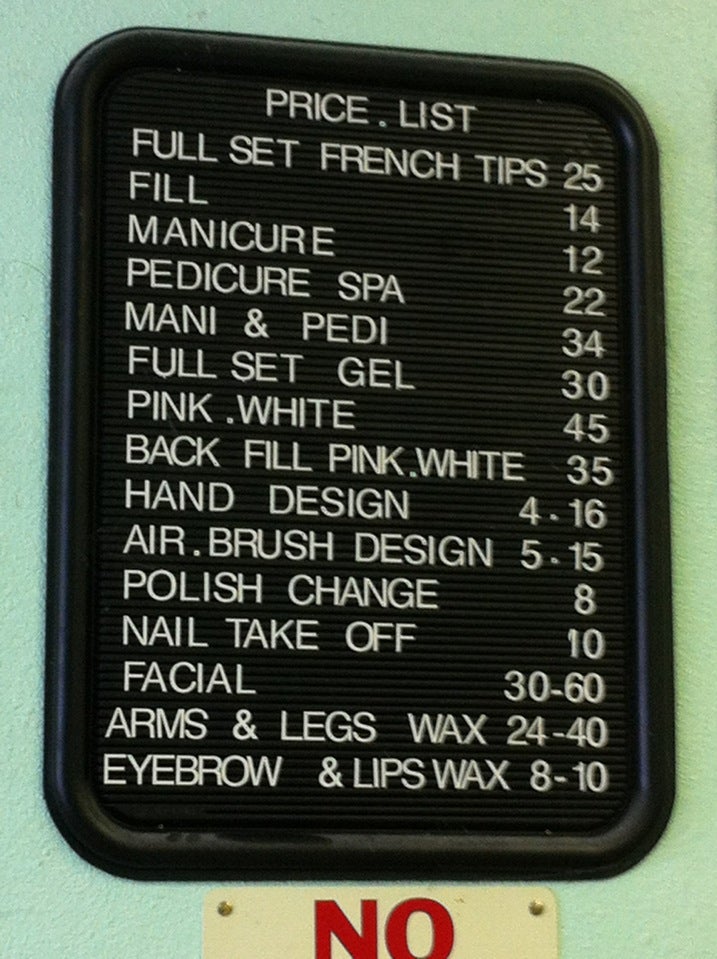 PRICE . LIST
FULL SET FRENCH TIPS 25
FILL 14
MANICURE 12
PEDICURE SPA 22
MANI & PEDI 34
FULL SET GEL 30
PINK .WHITE 45
BACK FILL PINK.WHITE 35
HAND DESIGN 4 - 16
AIR.BRUSH DESIGN 5 - 15
POLISH CHANGE 8
NAIL TAKE OFF 10
FACIAL 30-60
ARMS & LEGS WAX 24-40
EYEBROW & LIPS WAX 8-10
NO